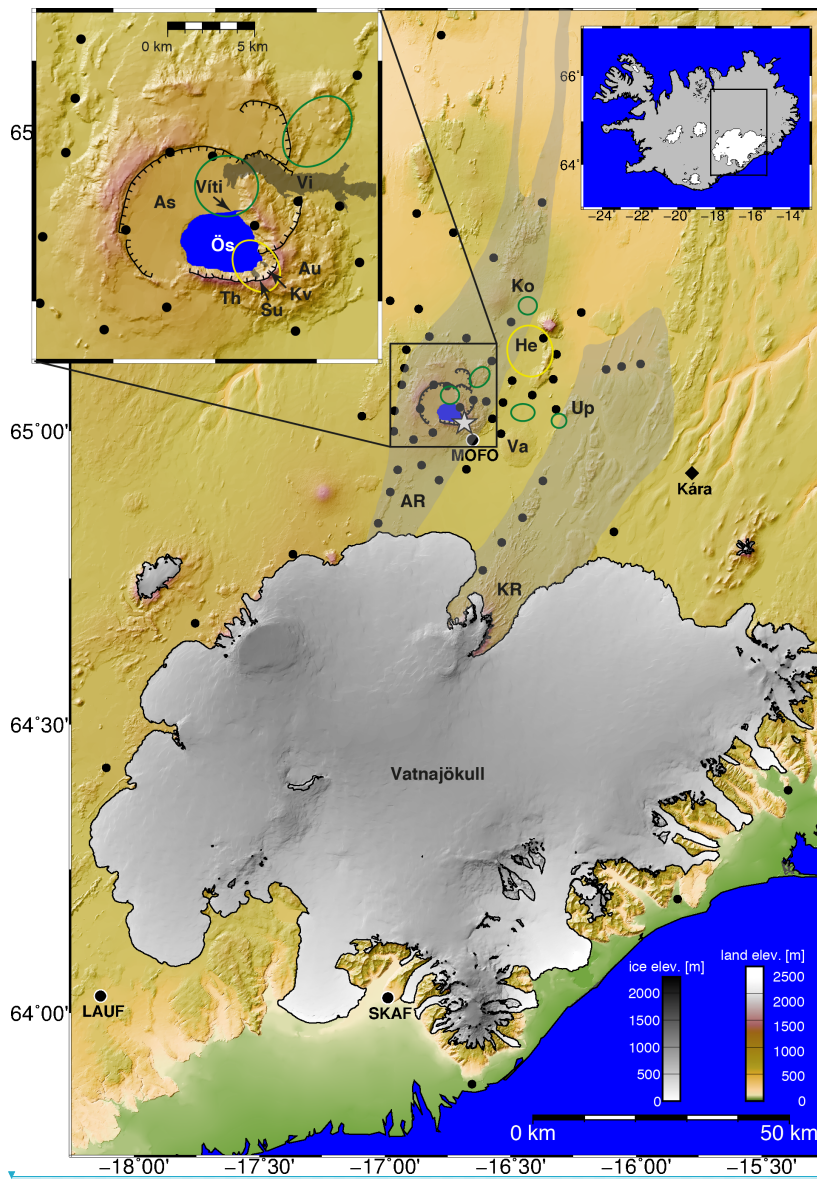 0 km 5 km
65
Vi
Víti
As
Ös
Au
Th
Kv
Su
66˚
64˚
−24˚ −22˚ −20˚ −18˚ −16˚ −14˚
Ko
He
Up
65˚00'
Va
MOFO
Kára
AR
KR
64˚30'
Vatnajökull
64˚00'
LAUF
SKAF
ice elev. [m]
2000
1500
1000
500
0
land elev. [m]
2500
2000
1500
1000
500
0
0 km 50 km
−18˚00' −17˚30' −17˚00' −16˚30' −16˚00' −15˚30'